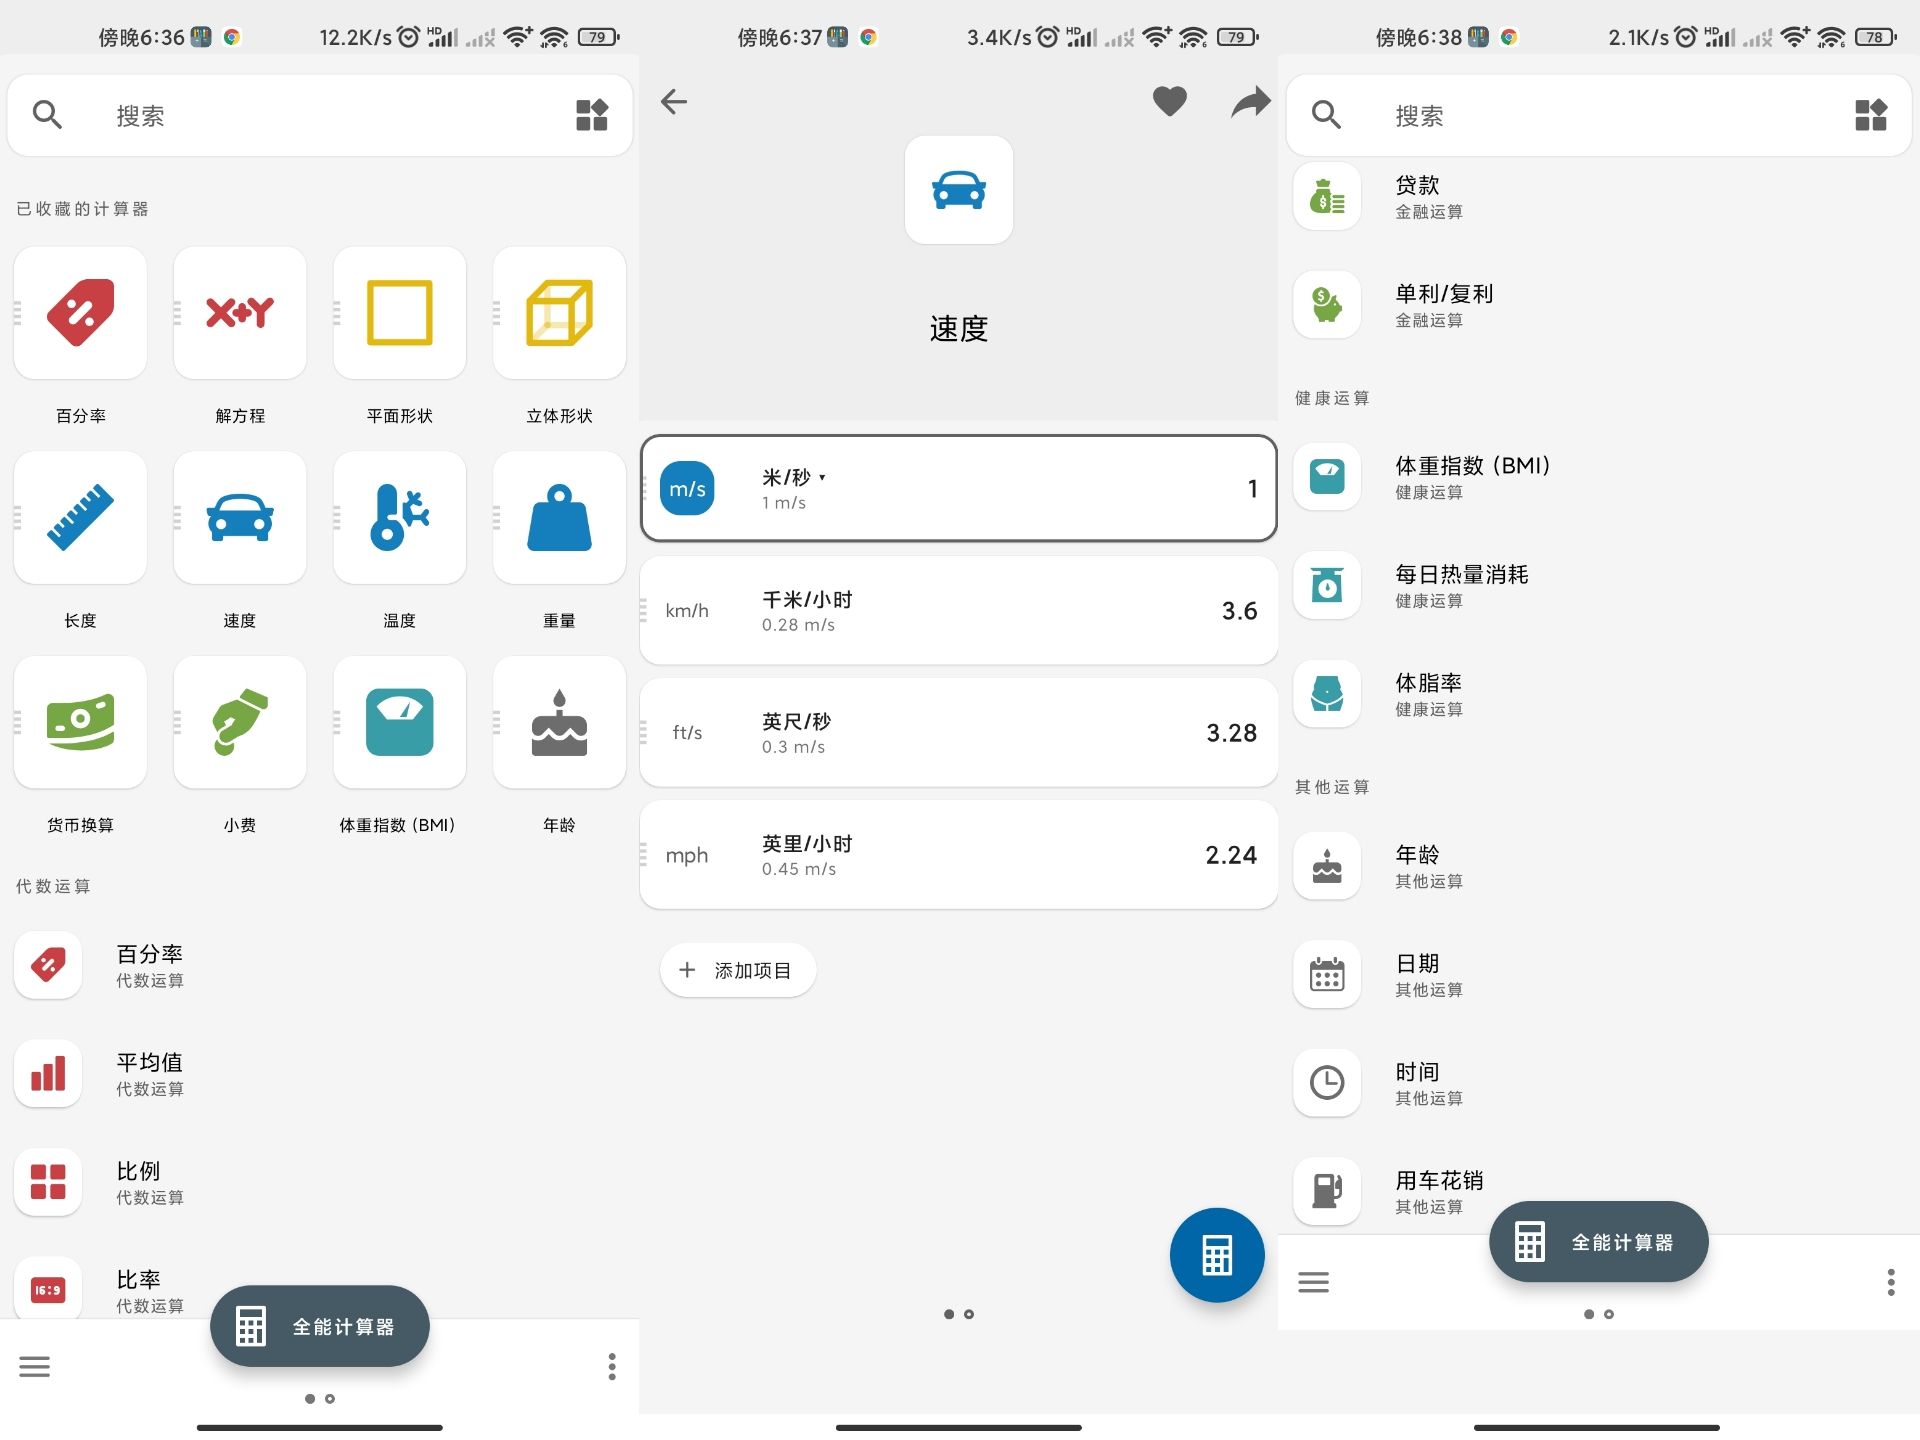 傍晚6:36
12.2K/s
HD
79
搜索
已收藏的计算器
百分率
X+Y
解方程
平面形状
立体形状
长度
速度
温度
重量
货币换算
小费
体重指数 (BMI)
年龄
代数运算
百分率
代数运算
平均值
代数运算
比例
代数运算
16:9
比率
代数运算
全能计算器
傍晚6:37
3.4K/s
HD
79
速度
m/s
米/秒
1 m/s
1
km/h
千米/小时
0.28 m/s
3.6
ft/s
英尺/秒
0.3 m/s
3.28
mph
英里/小时
0.45 m/s
2.24
+ 添加项目
傍晚6:38
2.1K/s
HD
78
搜索
贷款
金融运算
单利/复利
金融运算
健康运算
体重指数 (BMI)
健康运算
每日热量消耗
健康运算
体脂率
健康运算
其他运算
年龄
其他运算
日期
其他运算
时间
其他运算
用车花销
其他运算
全能计算器